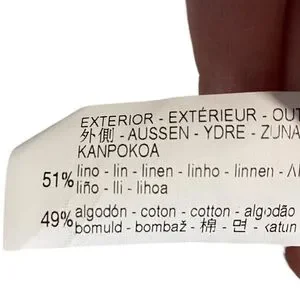 EXTERIOR - EXTÉRIEUR - OUT
外側 - AUSSEN - YDRE - ZUNA
KANPOKOA
51% lino - lin - linen - linho - linnen -
liño - lli - lihoa
49% algodón - coton - cotton - algodão
bomuld - bombaž - 棉 - 면 - katun